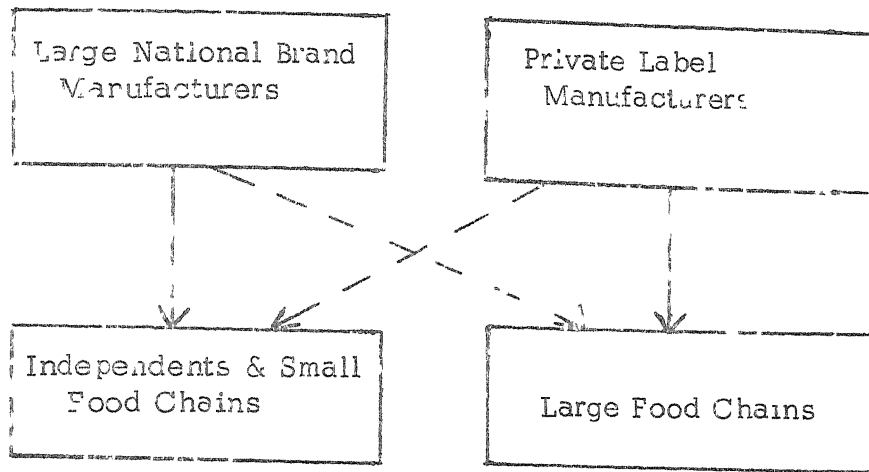 Large National Brand
Manufacturers
Private Label
Manufacturers
Independents & Small
Food Chains
Large Food Chains